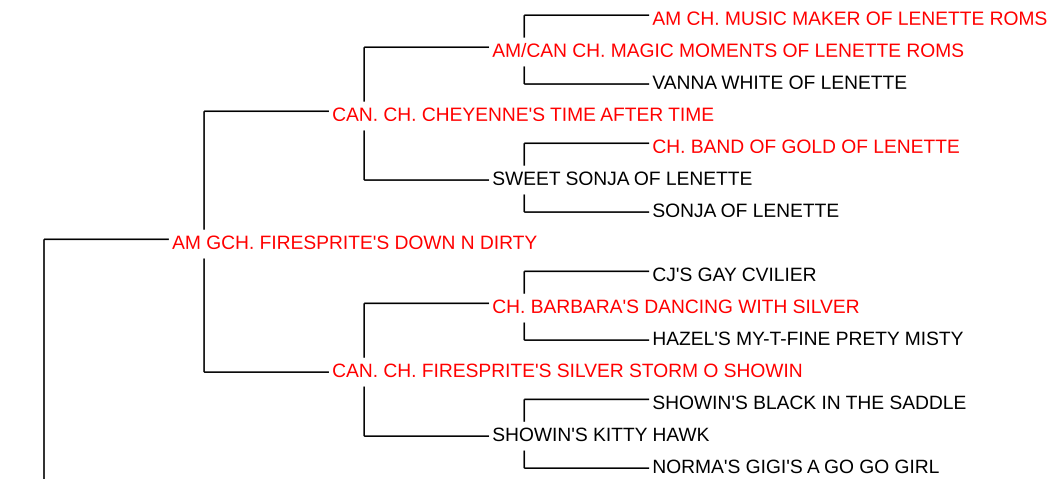 AM CH. MUSIC MAKER OF LENETTE ROMS
AM/CAN CH. MAGIC MOMENTS OF LENETTE ROMS
VANNA WHITE OF LENETTE
CAN. CH. CHEYENNE'S TIME AFTER TIME
CH. BAND OF GOLD OF LENETTE
SWEET SONJA OF LENETTE
SONJA OF LENETTE
AM GCH. FIRESPRITE'S DOWN N DIRTY
CJ'S GAY CVILIER
CH. BARBARA'S DANCING WITH SILVER
HAZEL'S MY-T-FINE PRETY MISTY
CAN. CH. FIRESPRITE'S SILVER STORM O SHOWIN
SHOWIN'S BLACK IN THE SADDLE
SHOWIN'S KITTY HAWK
NORMA'S GIGI'S A GO GO GIRL